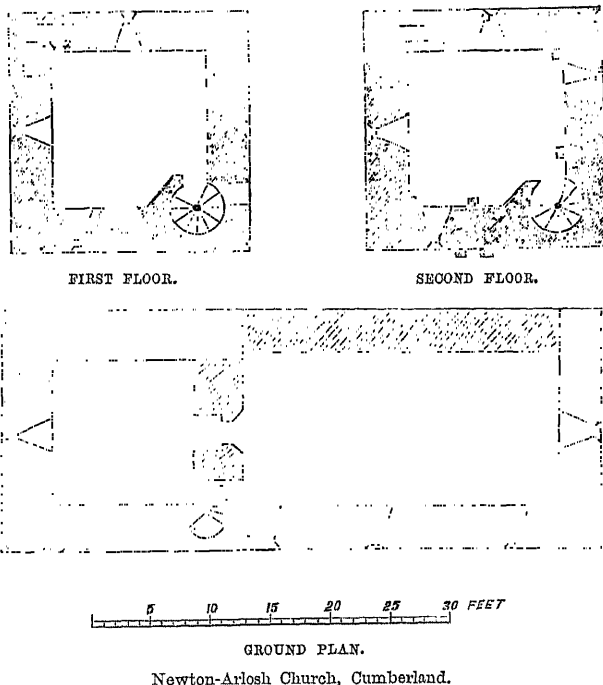 FIRST FLOOR.
SECOND FLOOR.
5 10 15 20 25 30 FEET
GROUND PLAN.
Newton-Arlosh Church, Cumberland.